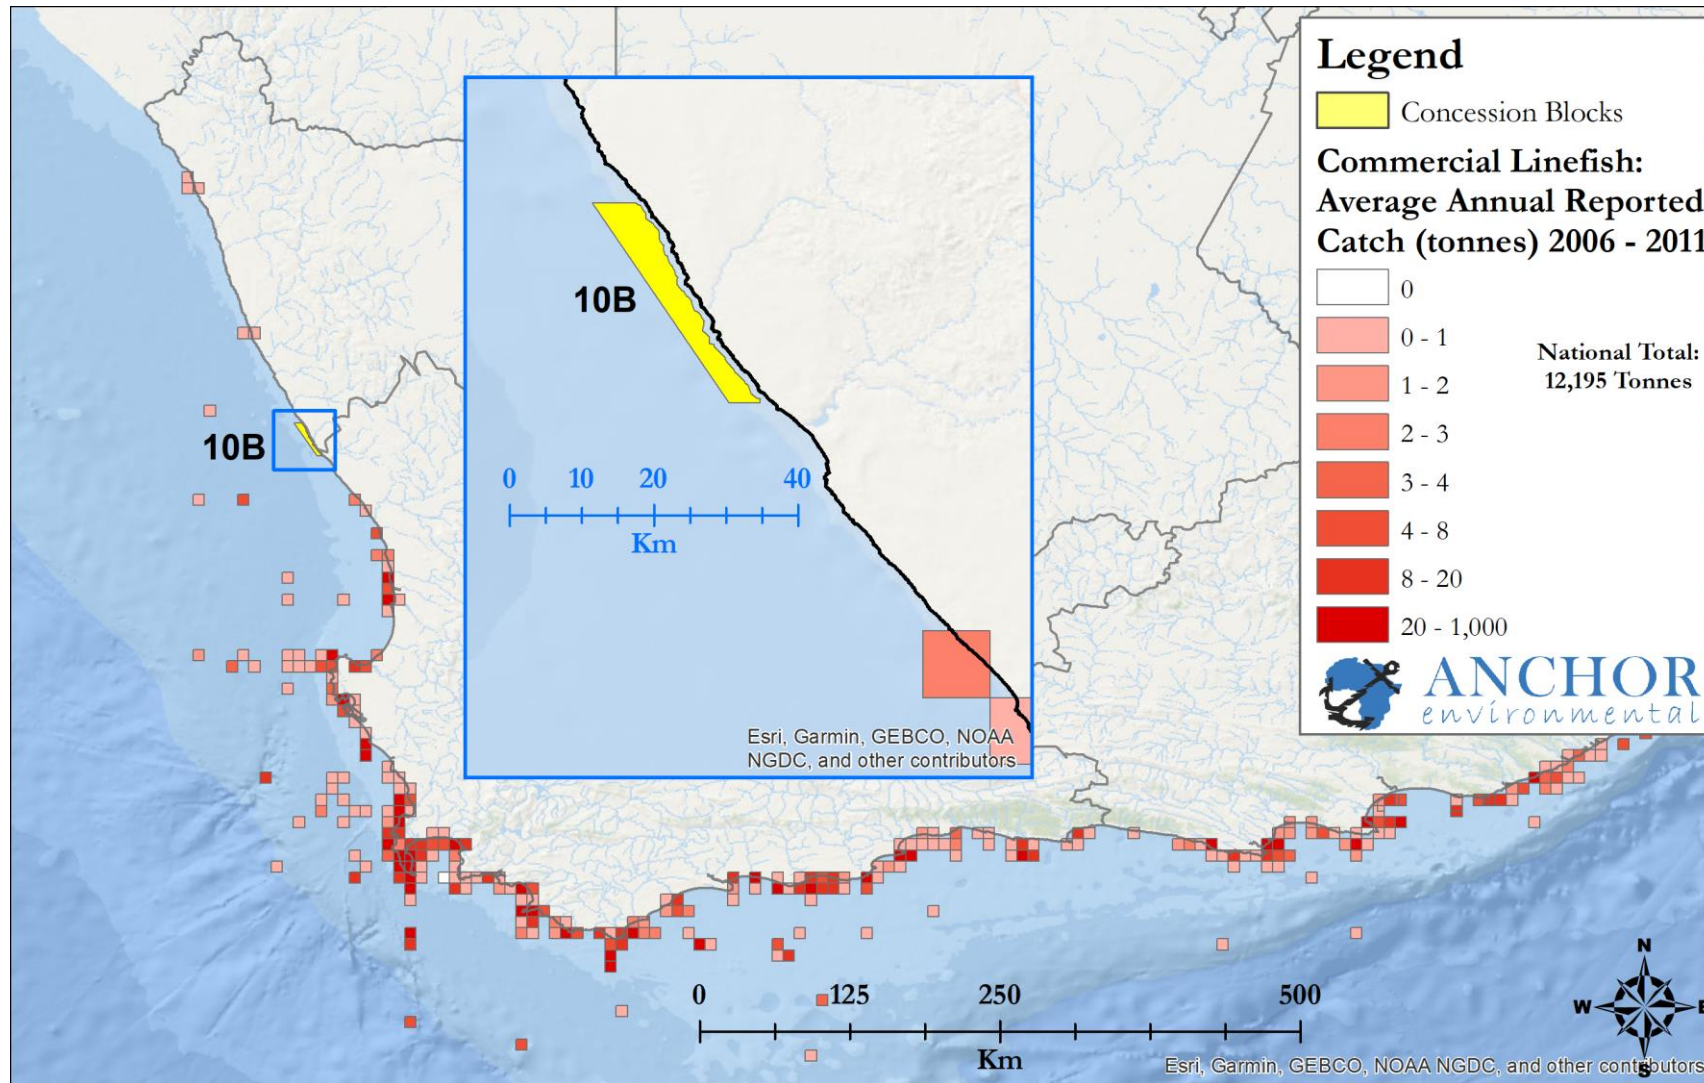 Legend
Concession Blocks
Commercial Linefish:
Average Annual Reported
Catch (tonnes) 2006 - 2011
0
0 - 1
1 - 2
2 - 3
3 - 4
4 - 8
8 - 20
20 - 1,000
National Total:
12,195 Tonnes
ANCHOR
environmental
10B
0 10 20 40
Km
Esri, Garmin, GEBCO, NOAA
NGDC, and other contributors
10B
0 125 250 500
Km
N
W E
S
Esri, Garmin, GEBCO, NOAA NGDC, and other contributors